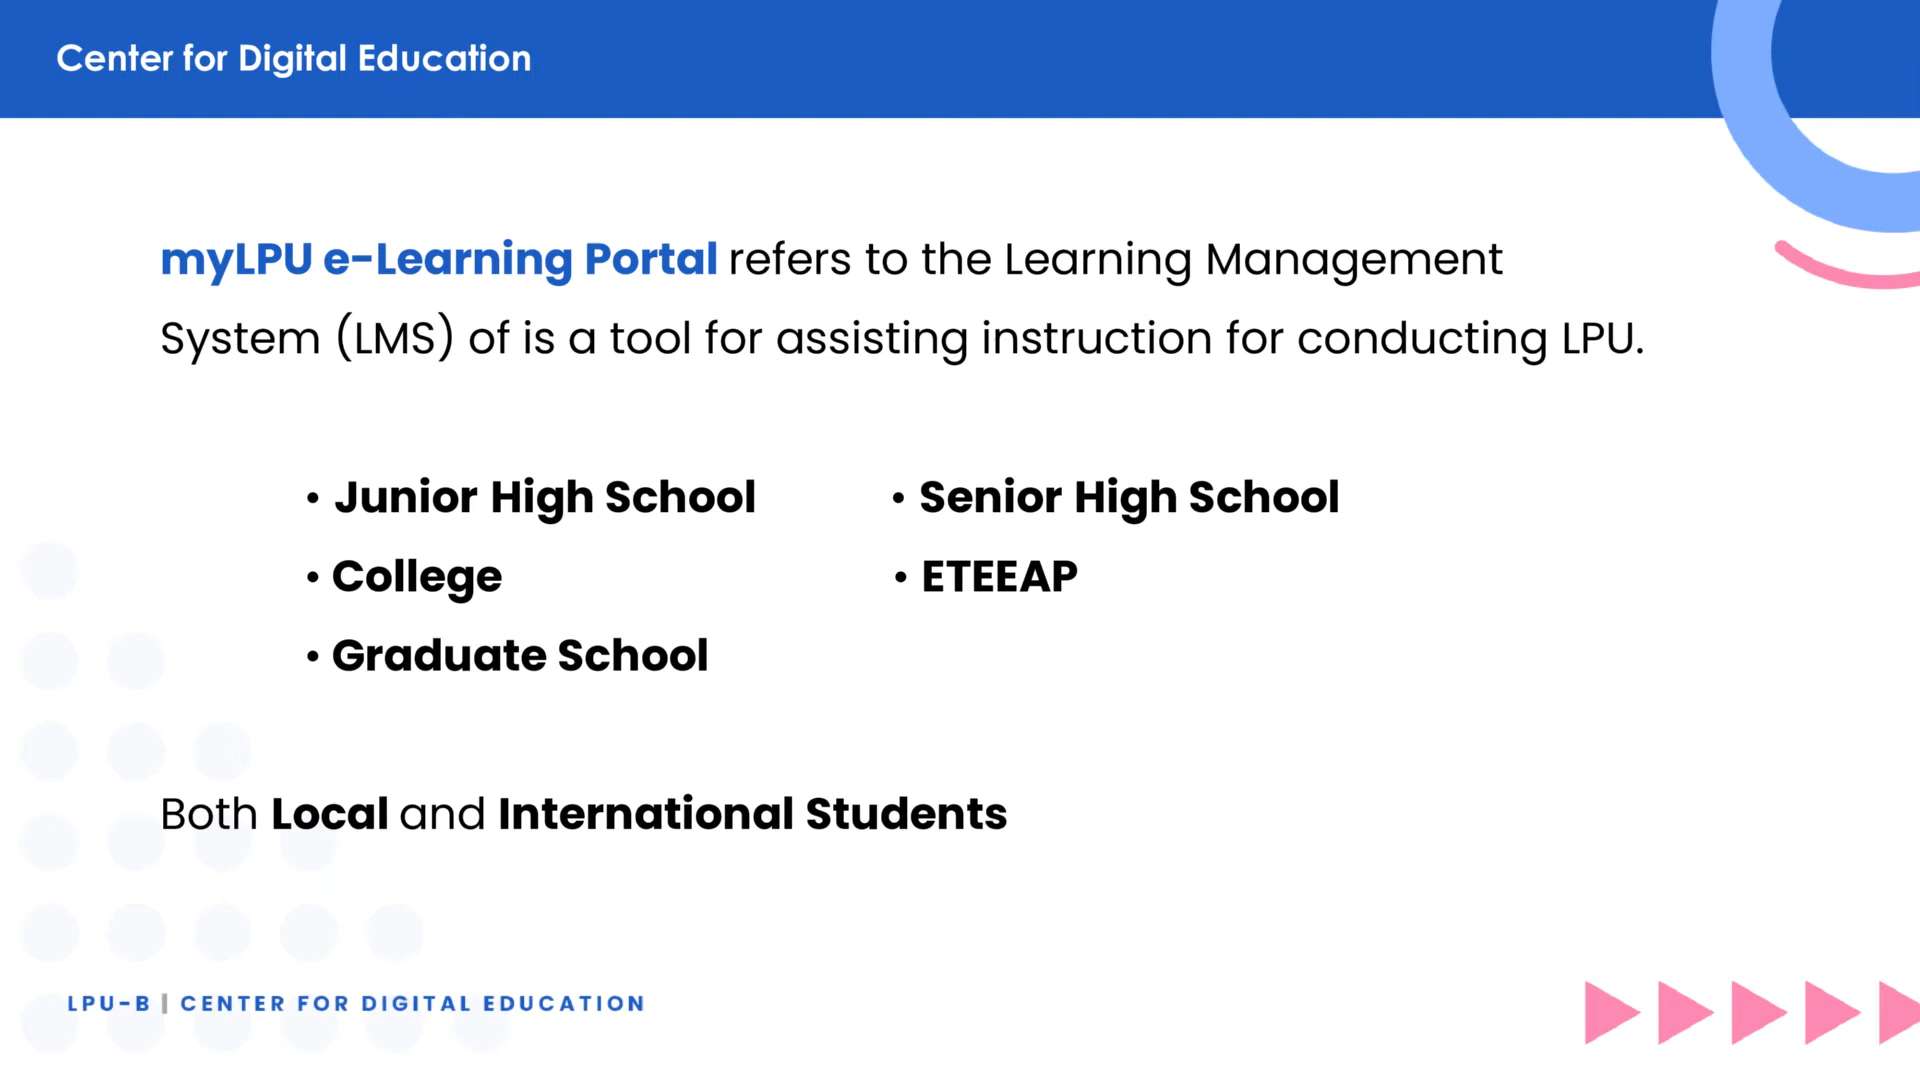 Center for Digital Education
myLPU e-Learning Portal refers to the Learning Management
System (LMS) of is a tool for assisting instruction for conducting LPU.
• Junior High School
• Senior High School
• College
• ETEEAP
• Graduate School
Both Local and International Students
LPU-B | CENTER FOR DIGITAL EDUCATION